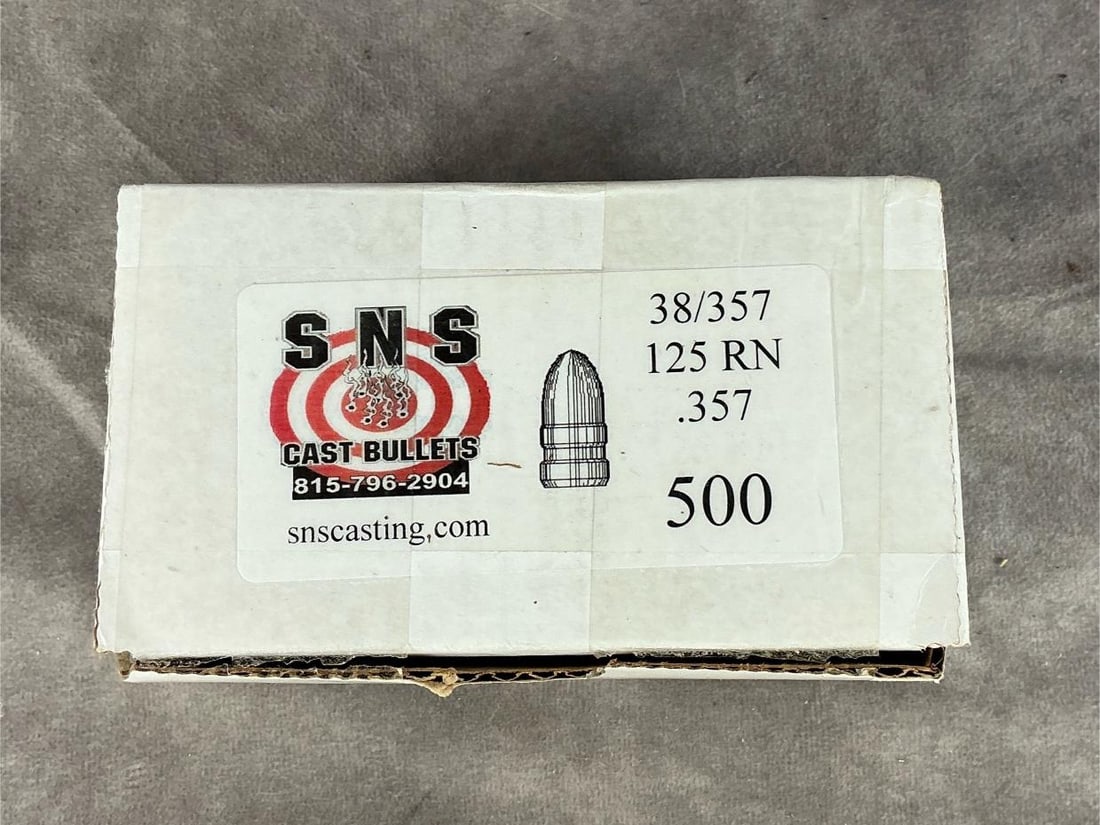 SNS
CAST BULLETS
815-796-2904
snscasting.com
38/357
125 RN
.357
500